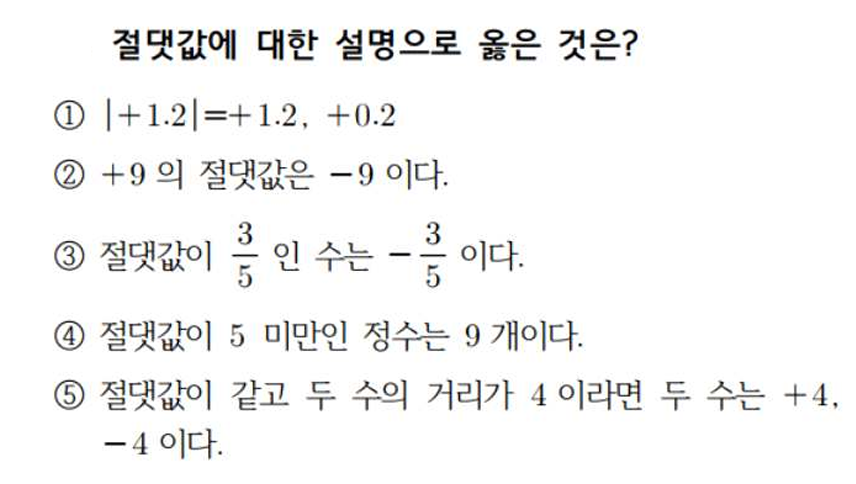 절댓값에 대한 설명으로 옳은 것은?
① |+1.2|=+1.2, +0.2
② +9 의 절댓값은 -9 이다.
③ 절댓값이 3/5 인 수는 -3/5 이다.
④ 절댓값이 5 미만인 정수는 9 개이다.
⑤ 절댓값이 같고 두 수의 거리가 4 이라면 두 수는 +4,
-4 이다.